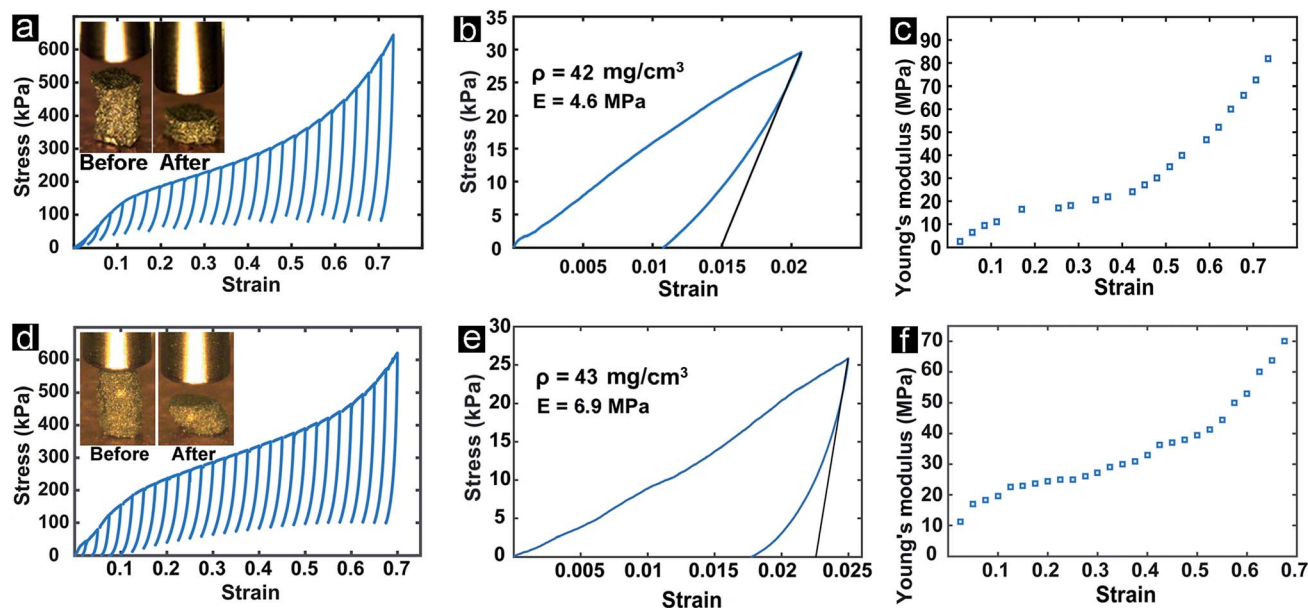 a
Stress (kPa)
600
500
400
300
200
100
0
Before
After
0.1 0.2 0.3 0.4 0.5 0.6 0.7
Strain
b
Stress (kPa)
35
30
25
20
15
10
5
0
ρ = 42 mg/cm³
E = 4.6 MPa
0.005 0.01 0.015 0.02
Strain
c
Young's modulus (MPa)
90
80
70
60
50
40
30
20
10
0
0.1 0.2 0.3 0.4 0.5 0.6 0.7
Strain
d
Stress (kPa)
600
500
400
300
200
100
0
Before
After
0.1 0.2 0.3 0.4 0.5 0.6 0.7
Strain
e
Stress (kPa)
30
25
20
15
10
5
0
ρ = 43 mg/cm³
E = 6.9 MPa
0.005 0.01 0.015 0.02 0.025
Strain
f
Young's modulus (MPa)
70
60
50
40
30
20
10
0
0.1 0.2 0.3 0.4 0.5 0.6 0.7
Strain